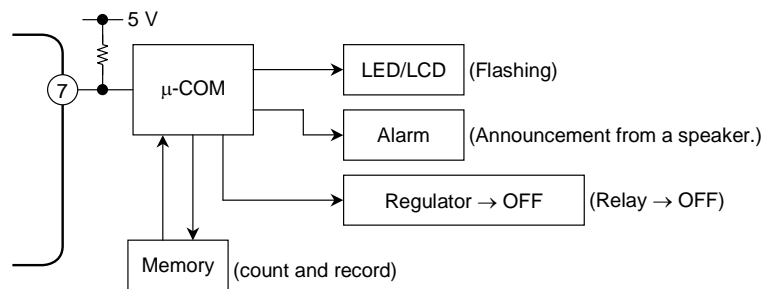 5 V
7
μ-COM
LED/LCD (Flashing)
Alarm (Announcement from a speaker.)
Regulator → OFF (Relay → OFF)
Memory (count and record)